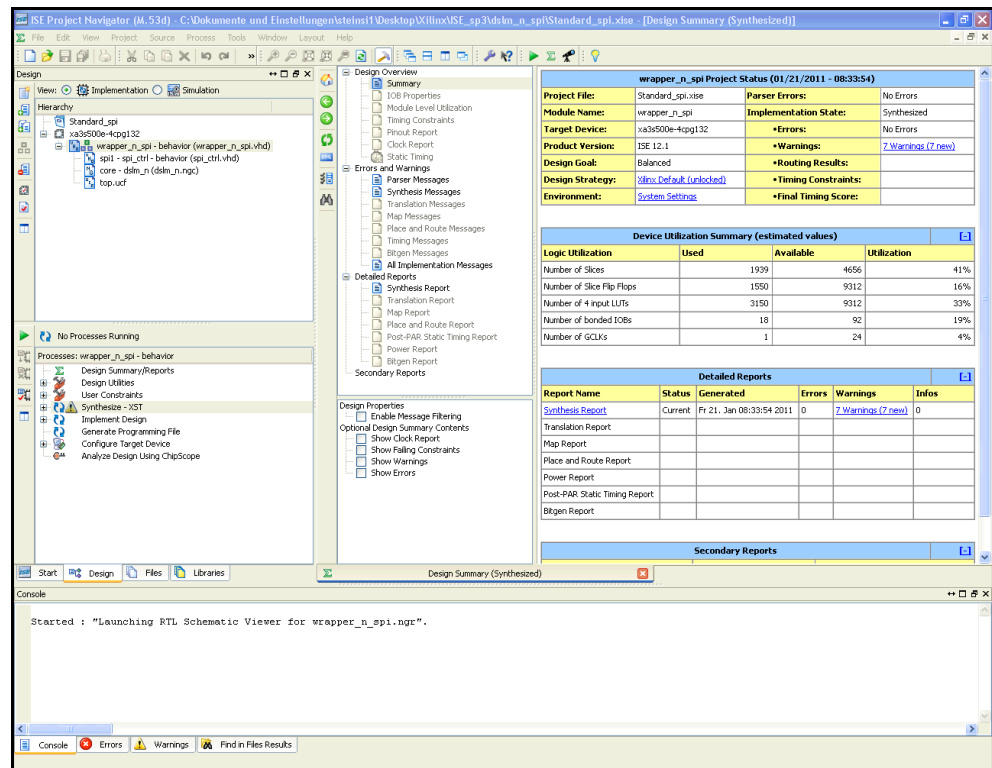 ISE Project Navigator (M.53d) - C:\Dokumente und Einstellungen\steinsi1\Desktop\Xilinx\ISE_sp3\dslm_n_spi\Standard_spi.xise - [Design Summary (Synthesized)]
File Edit View Project Source Process Tools Window Layout Help
Design
View: Implementation Simulation
Hierarchy
Standard_spi
xa3s500e-4cpg132
wrapper_n_spi - behavior (wrapper_n_spi.vhd)
spi1 - spi_ctrl - behavior (spi_ctrl.vhd)
core - dslm_n (dslm_n.ngc)
top.ucf
No Processes Running
Processes: wrapper_n_spi - behavior
Design Summary/Reports
Design Utilities
User Constraints
Synthesize - XST
Implement Design
Generate Programming File
Configure Target Device
Analyze Design Using ChipScope
Start Design Files Libraries
Design Overview
Summary
IOB Properties
Module Level Utilization
Timing Constraints
Pinout Report
Clock Report
Static Timing
Errors and Warnings
Parser Messages
Synthesis Messages
Translation Messages
Map Messages
Place and Route Messages
Timing Messages
Bitgen Messages
All Implementation Messages
Detailed Reports
Synthesis Report
Translation Report
Map Report
Place and Route Report
Post-PAR Static Timing Report
Power Report
Bitgen Report
Secondary Reports
Design Properties
Enable Message Filtering
Optional Design Summary Contents
Show Clock Report
Show Failing Constraints
Show Warnings
Show Errors
wrapper_n_spi Project Status (01/21/2011 - 08:33:54)
Project File: Standard_spi.xise Parser Errors: No Errors
Module Name: wrapper_n_spi Implementation State: Synthesized
Target Device: xa3s500e-4cpg132 •Errors: No Errors
Product Version: ISE 12.1 •Warnings: 7 Warnings (7 new)
Design Goal: Balanced •Routing Results:
Design Strategy: Xilinx Default (unlocked) •Timing Constraints:
Environment: System Settings •Final Timing Score:
Device Utilization Summary (estimated values) [-]
Logic Utilization Used Available Utilization
Number of Slices 1939 4656 41%
Number of Slice Flip Flops 1550 9312 16%
Number of 4 input LUTs 3150 9312 33%
Number of bonded IOBs 18 92 19%
Number of GCLKs 1 24 4%
Detailed Reports [-]
Report Name Status Generated Errors Warnings Infos
Synthesis Report Current Fr 21. Jan 08:33:54 2011 0 7 Warnings (7 new) 0
Translation Report
Map Report
Place and Route Report
Power Report
Post-PAR Static Timing Report
Bitgen Report
Secondary Reports [-]
Design Summary (Synthesized)
Console
Started : "Launching RTL Schematic Viewer for wrapper_n_spi.ngr".
Console Errors Warnings Find in Files Results